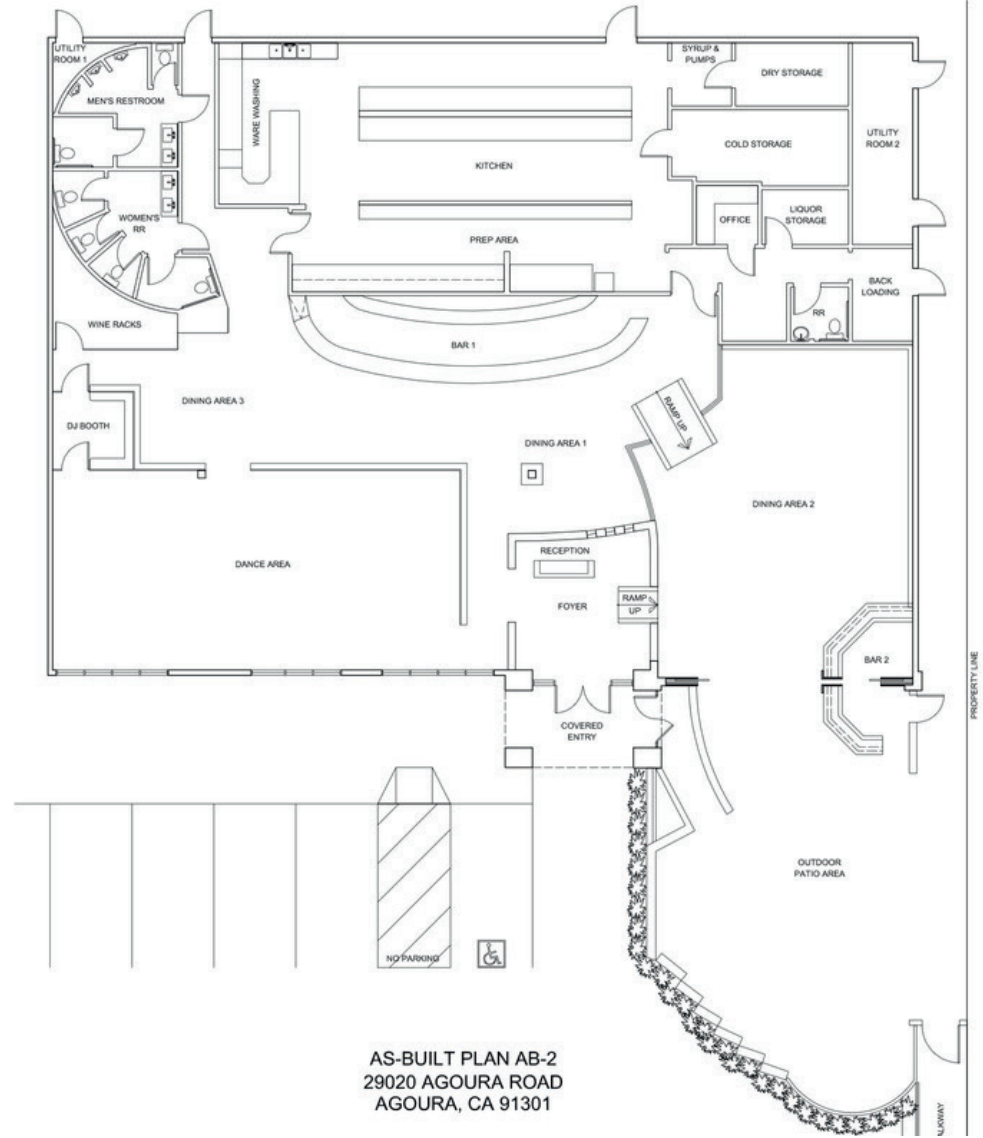 UTILITY
ROOM 1
MEN'S RESTROOM
WARE WASHING
SYRUP &
PUMPS
DRY STORAGE
COLD STORAGE
UTILITY
ROOM 2
KITCHEN
WOMEN'S
RR
OFFICE
LIQUOR
STORAGE
PREP AREA
BACK
LOADING
RR
WINE RACKS
BAR 1
DINING AREA 3
RAMP UP
DJ BOOTH
DINING AREA 1
DINING AREA 2
RECEPTION
DANCE AREA
FOYER
RAMP
UP
BAR 2
PROPERTY LINE
COVERED
ENTRY
OUTDOOR
PATIO AREA
NO PARKING
AS-BUILT PLAN AB-2
29020 AGOURA ROAD
AGOURA, CA 91301